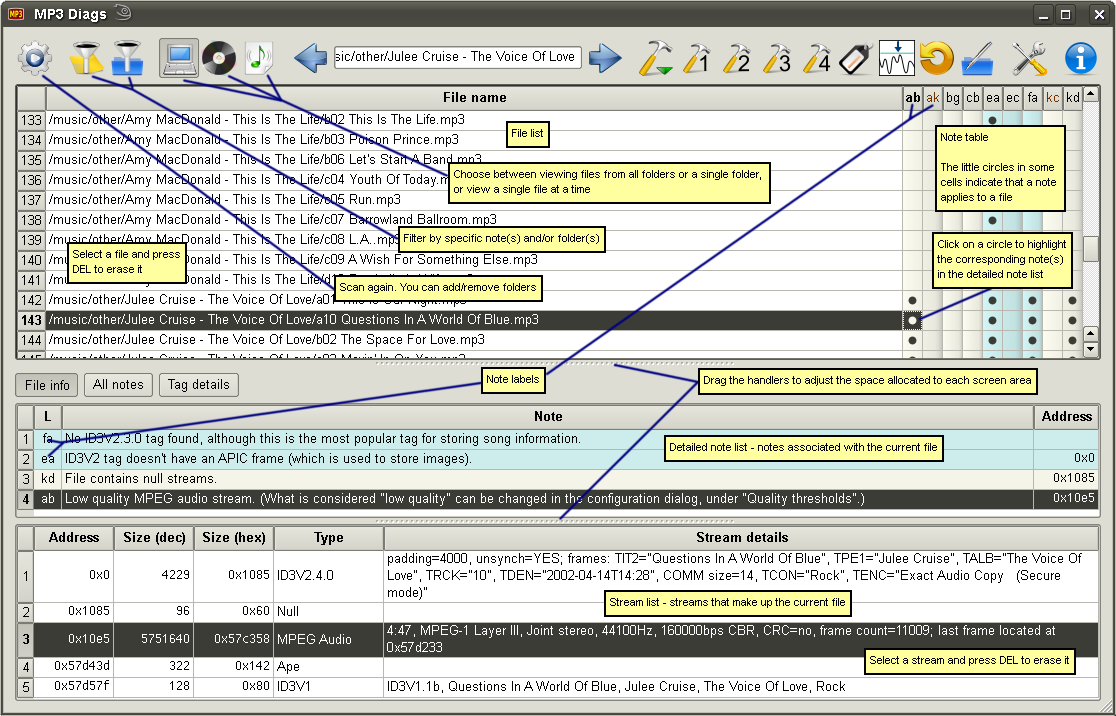 MP3 Diags
sic/other/Julee Cruise - The Voice Of Love
1 2 3 4
File name ab ak bg cb ea ec fa kc kd
133 /music/other/Amy MacDonald - This Is The Life/b02 This Is The Life.mp3
134 /music/other/Amy MacDonald - This Is The Life/b03 Poison Prince.mp3
135 /music/other/Amy MacDonald - This Is The Life/b06 Let's Start A Band.mp3
136 /music/other/Amy MacDonald - This Is The Life/c04 Youth Of Today.m
137 /music/other/Amy MacDonald - This Is The Life/c05 Run.mp3
138 /music/other/Amy MacDonald - This Is The Life/c07 Barrowland Ballroom.mp3
139 /music/other/Amy MacDonald - This Is The Life/c08 L.A..mp3
140 /music/other/Amy MacDonald - This Is The Life/c09 A Wish For Something Else.mp3
141 /music/other/Amy MacDonald - This Is The Life/
142 /music/other/Julee Cruise - The Voice Of Love/a01
143 /music/other/Julee Cruise - The Voice Of Love/a10 Questions In A World Of Blue.mp3
144 /music/other/Julee Cruise - The Voice Of Love/b02 The Space For Love.mp3
File list
Choose between viewing files from all folders or a single folder,
or view a single file at a time
Filter by specific note(s) and/or folder(s)
Select a file and press
DEL to erase it
Scan again. You can add/remove folders
Note table
The little circles in some
cells indicate that a note
applies to a file
Click on a circle to highlight
the corresponding note(s)
in the detailed note list
File info All notes Tag details
Note labels
Drag the handlers to adjust the space allocated to each screen area
L Note Address
1 fa No ID3V2.3.0 tag found, although this is the most popular tag for storing song information.
2 ea ID3V2 tag doesn't have an APIC frame (which is used to store images). 0x0
3 kd File contains null streams. 0x1085
4 ab Low quality MPEG audio stream. (What is considered "low quality" can be changed in the configuration dialog, under "Quality thresholds".) 0x10e5
Detailed note list - notes associated with the current file
Address Size (dec) Size (hex) Type Stream details
1 0x0 4229 0x1085 ID3V2.4.0 padding=4000, unsynch=YES; frames: TIT2="Questions In A World Of Blue", TPE1="Julee Cruise", TALB="The Voice Of
Love", TRCK="10", TDEN="2002-04-14T14:28", COMM size=14, TCON="Rock", TENC="Exact Audio Copy (Secure
mode)"
2 0x1085 96 0x60 Null
3 0x10e5 5751640 0x57c358 MPEG Audio 4:47, MPEG-1 Layer III, Joint stereo, 44100Hz, 160000bps CBR, CRC=no, frame count=11009; last frame located at
0x57d233
4 0x57d43d 322 0x142 Ape
5 0x57d57f 128 0x80 ID3V1 ID3V1.1b, Questions In A World Of Blue, Julee Cruise, The Voice Of Love, Rock
Stream list - streams that make up the current file
Select a stream and press DEL to erase it